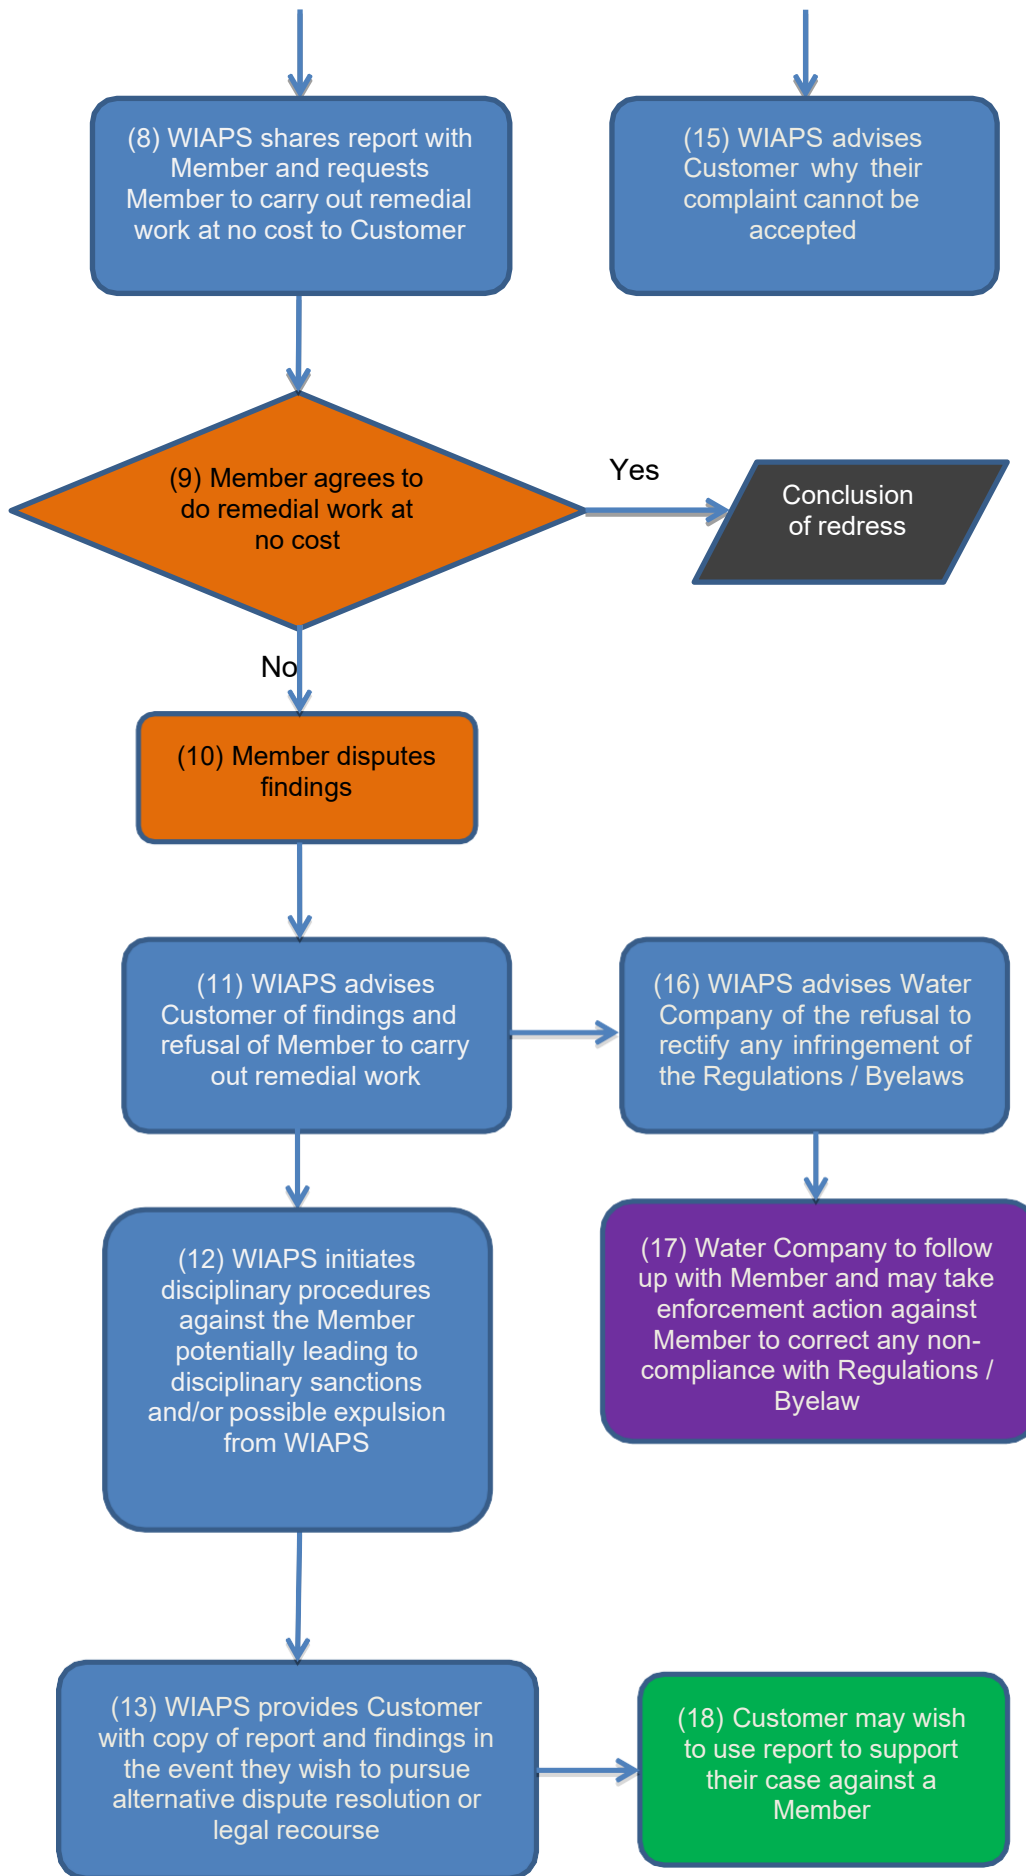 (8) WIAPS shares report with
Member and requests
Member to carry out remedial
work at no cost to Customer
(15) WIAPS advises
Customer why their
complaint cannot be
accepted
(9) Member agrees to
do remedial work at
no cost
Yes
Conclusion
of redress
No
(10) Member disputes
findings
(11) WIAPS advises
Customer of findings and
refusal of Member to carry
out remedial work
(16) WIAPS advises Water
Company of the refusal to
rectify any infringement of
the Regulations / Byelaws
(12) WIAPS initiates
disciplinary procedures
against the Member
potentially leading to
disciplinary sanctions
and/or possible expulsion
from WIAPS
(17) Water Company to follow
up with Member and may take
enforcement action against
Member to correct any non-
compliance with Regulations /
Byelaw
(13) WIAPS provides Customer
with copy of report and findings in
the event they wish to pursue
alternative dispute resolution or
legal recourse
(18) Customer may wish
to use report to support
their case against a
Member